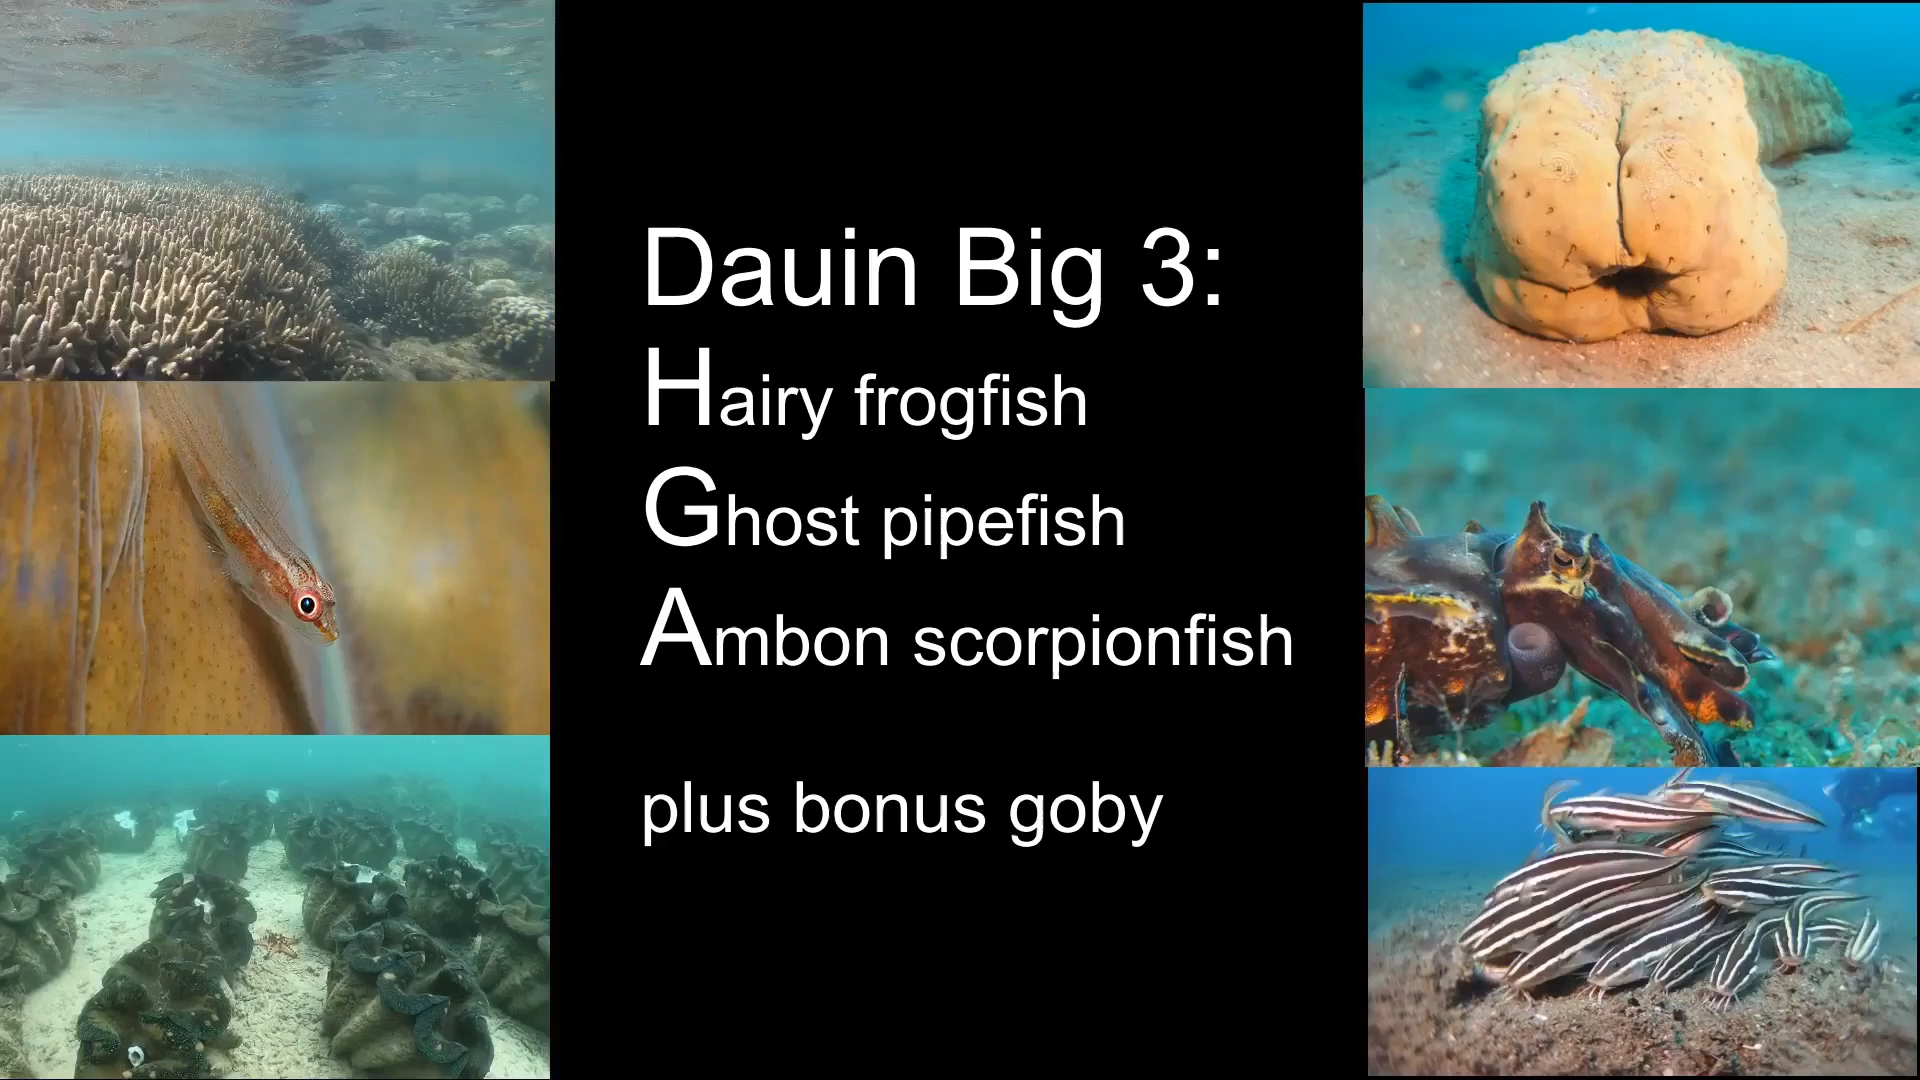 Dauin Big 3:
Hairy frogfish
Ghost pipefish
Ambon scorpionfish
plus bonus goby